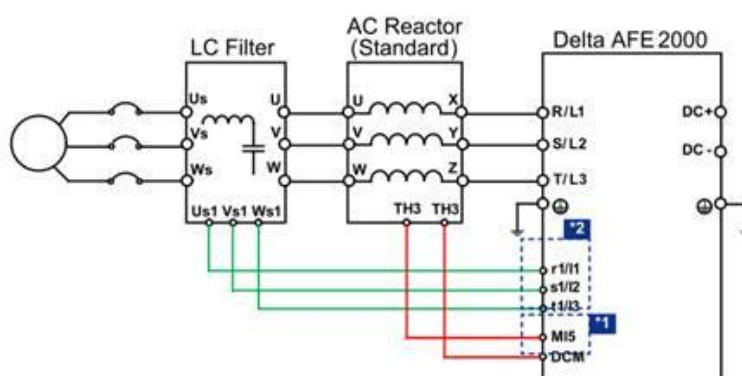 LC Filter
AC Reactor
(Standard)
Delta AFE 2000
Us U U X R/L1 DC+
Vs V V Y S/L2 DC-
Ws W W Z T/L3
Us1 Vs1 Ws1
TH3 TH3
*2
r1/l1
s1/l2
t1/l3
*1
MI5
DCM